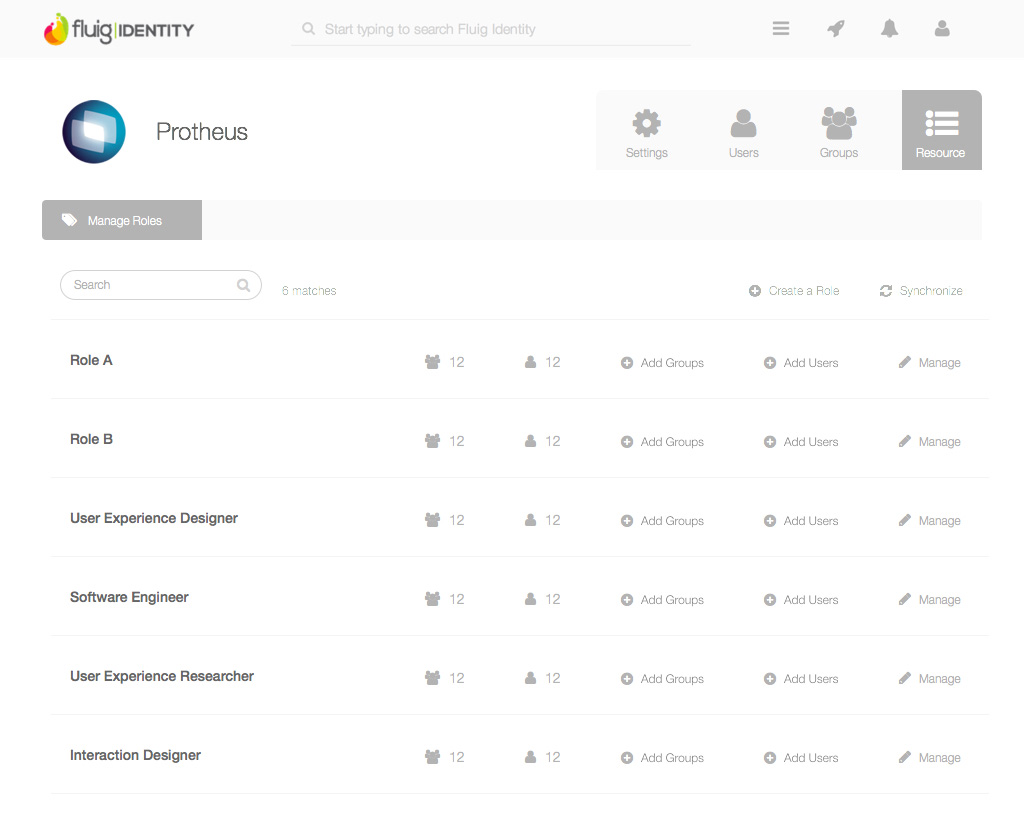 fluig|IDENTITY
Start typing to search Fluig Identity
Protheus
Settings Users Groups Resource
Manage Roles
Search 6 matches Create a Role Synchronize
Role A 12 12 Add Groups Add Users Manage
Role B 12 12 Add Groups Add Users Manage
User Experience Designer 12 12 Add Groups Add Users Manage
Software Engineer 12 12 Add Groups Add Users Manage
User Experience Researcher 12 12 Add Groups Add Users Manage
Interaction Designer 12 12 Add Groups Add Users Manage